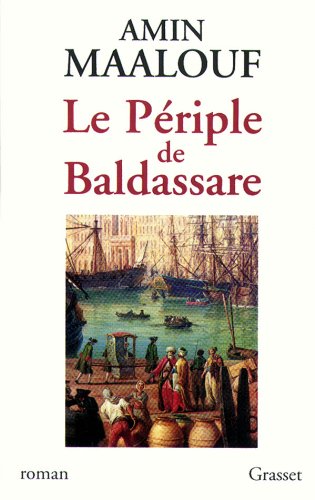 AMIN
MAALOUF
Le Périple
de
Baldassare
roman
Grasset